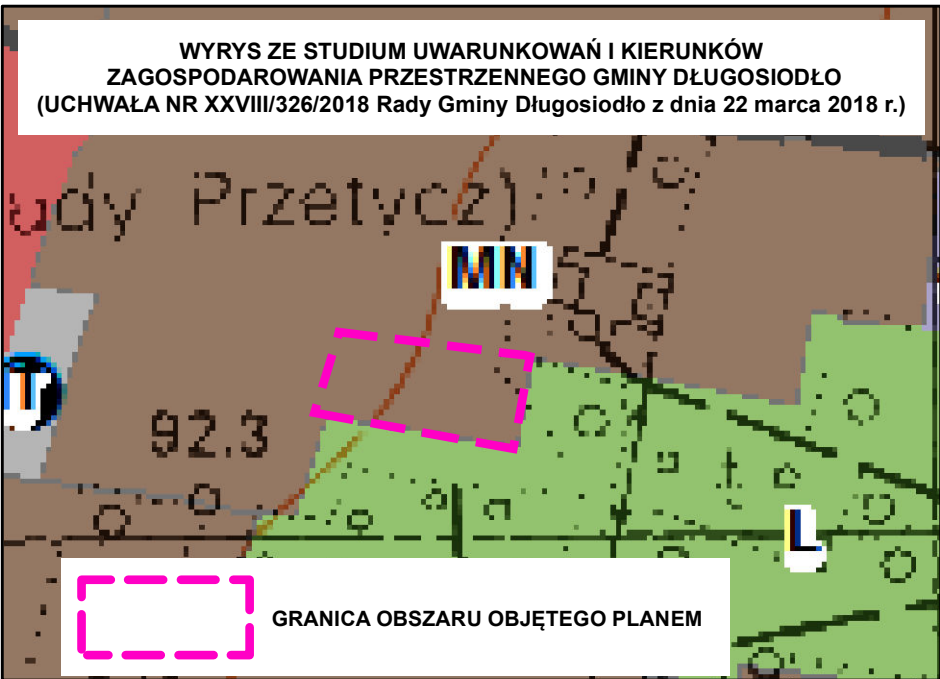 WYRYS ZE STUDIUM UWARUNKOWAŃ I KIERUNKÓW
ZAGOSPODAROWANIA PRZESTRZENNEGO GMINY DŁUGOSIODŁO
(UCHWAŁA NR XXVIII/326/2018 Rady Gminy Długosiodło z dnia 22 marca 2018 r.)
udy Przetycz)
MN
T
92.3
L
GRANICA OBSZARU OBJĘTEGO PLANEM